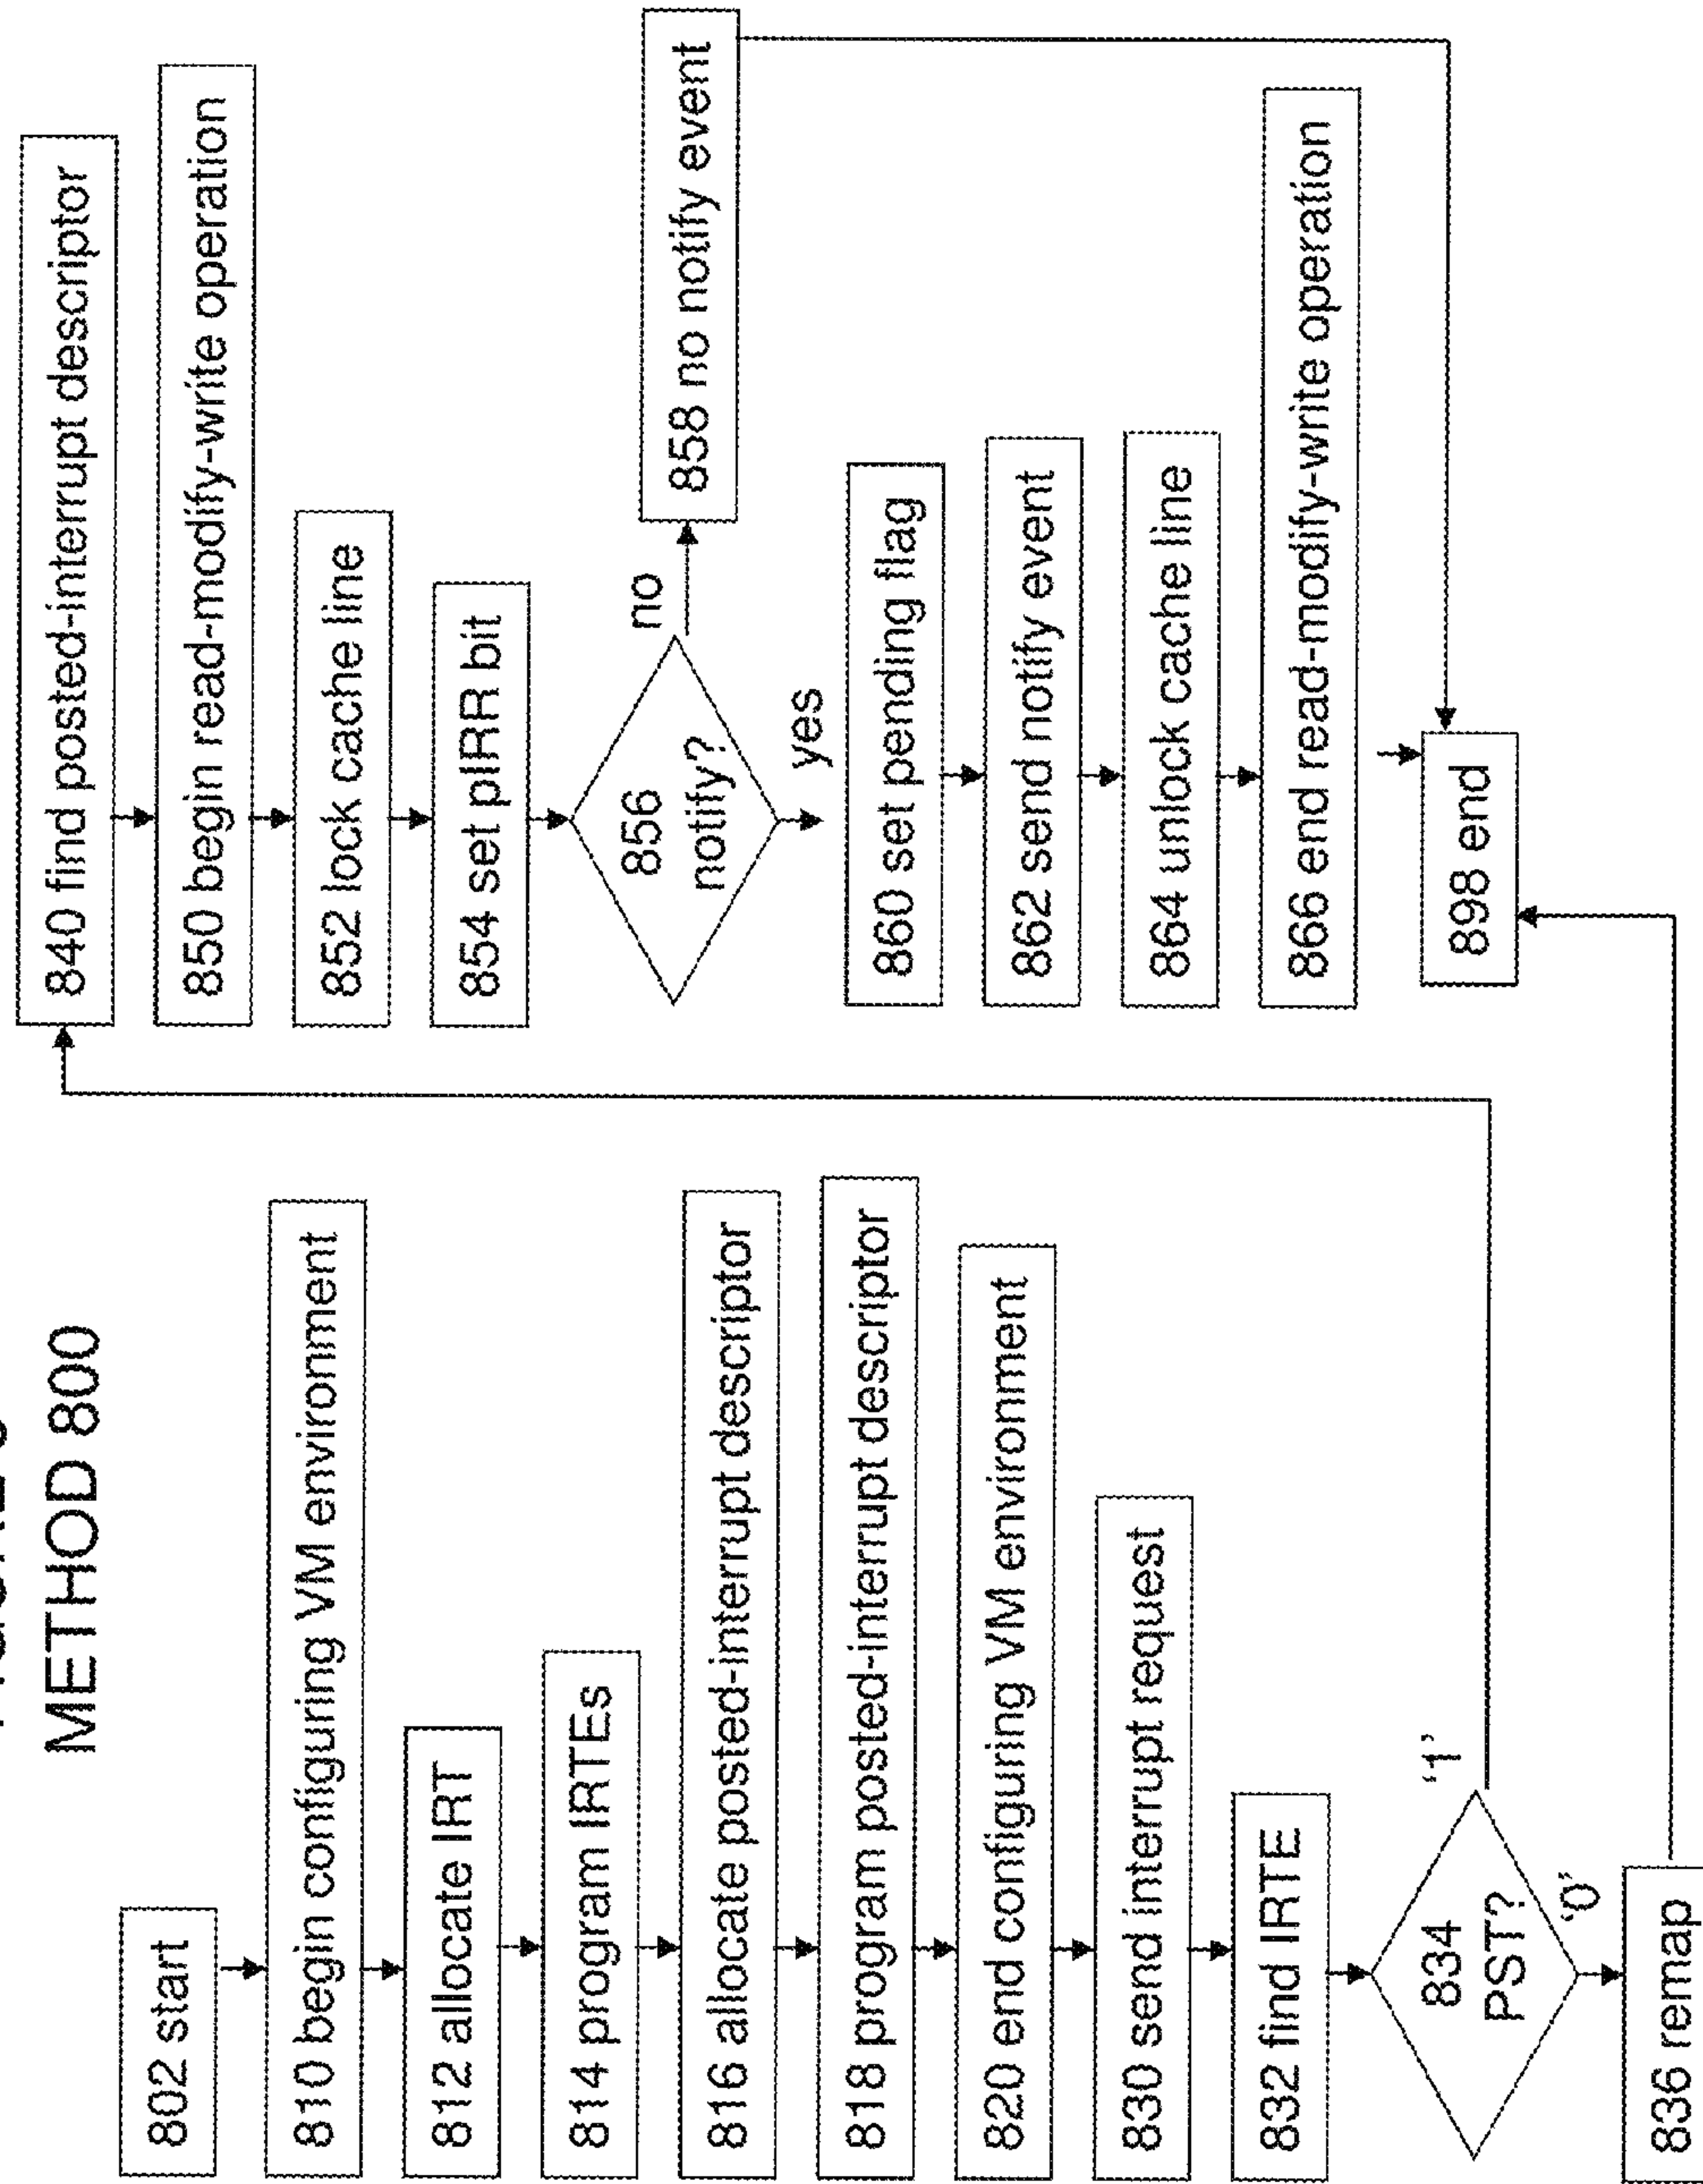 METHOD 800
802 start
810 begin configuring VM environment
812 allocate IRT
814 program IRTEs
816 allocate posted-interrupt descriptor
818 program posted-interrupt descriptor
820 end configuring VM environment
830 send interrupt request
832 find IRTE
834
PST?
'1'
'0'
836 remap
840 find posted-interrupt descriptor
850 begin read-modify-write operation
852 lock cache line
854 set pIRR bit
856
notify?
no
858 no notify event
yes
860 set pending flag
862 send notify event
864 unlock cache line
866 end read-modify-write operation
898 end